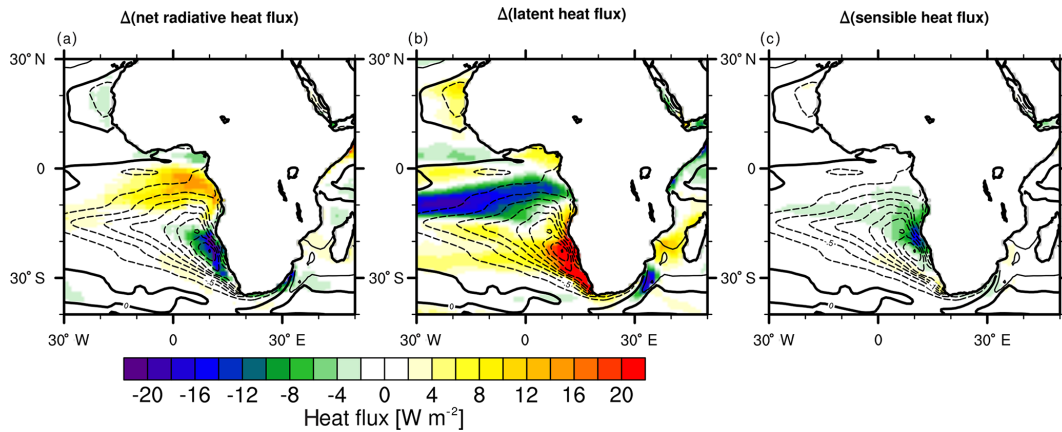 Δ(net radiative heat flux)
Δ(latent heat flux)
Δ(sensible heat flux)
(a)
(b)
(c)
30° N
30° N
30° N
0
0
0
30° S
30° S
30° S
-.5
-.5
-.5
0
0
0
30° W
0
30° E
30° W
0
30° E
30° W
0
30° E
-20 -16 -12 -8 -4 0 4 8 12 16 20
Heat flux [W m⁻²]